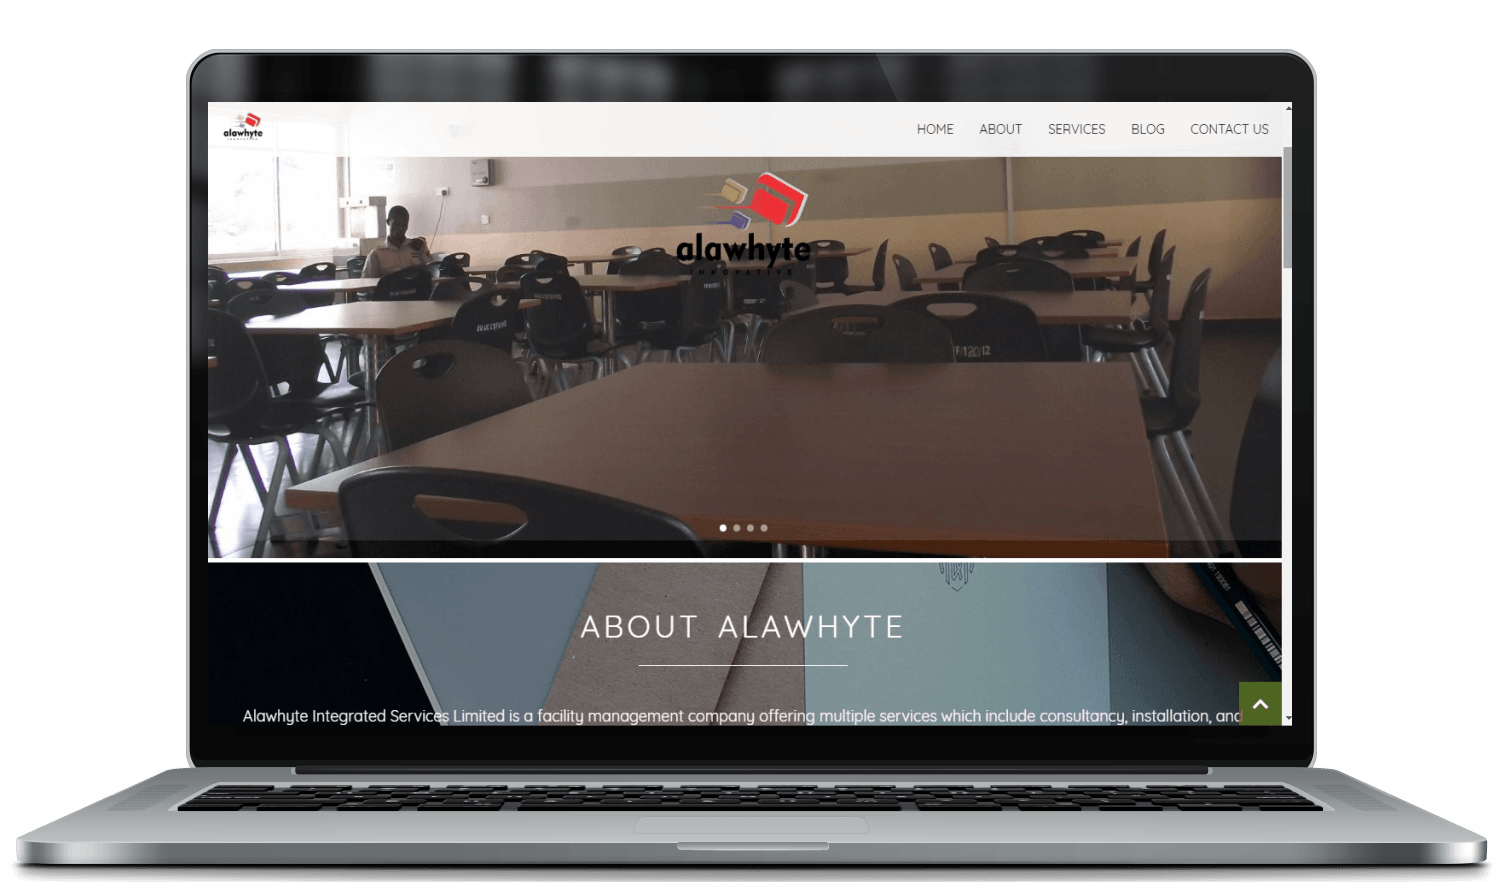 alawhyte
INNOVATIVE
HOME ABOUT SERVICES BLOG CONTACT US
alawhyte
INNOVATIVE
ABOUT ALAWHYTE
Alawhyte Integrated Services Limited is a facility management company offering multiple services which include consultancy, installation, and